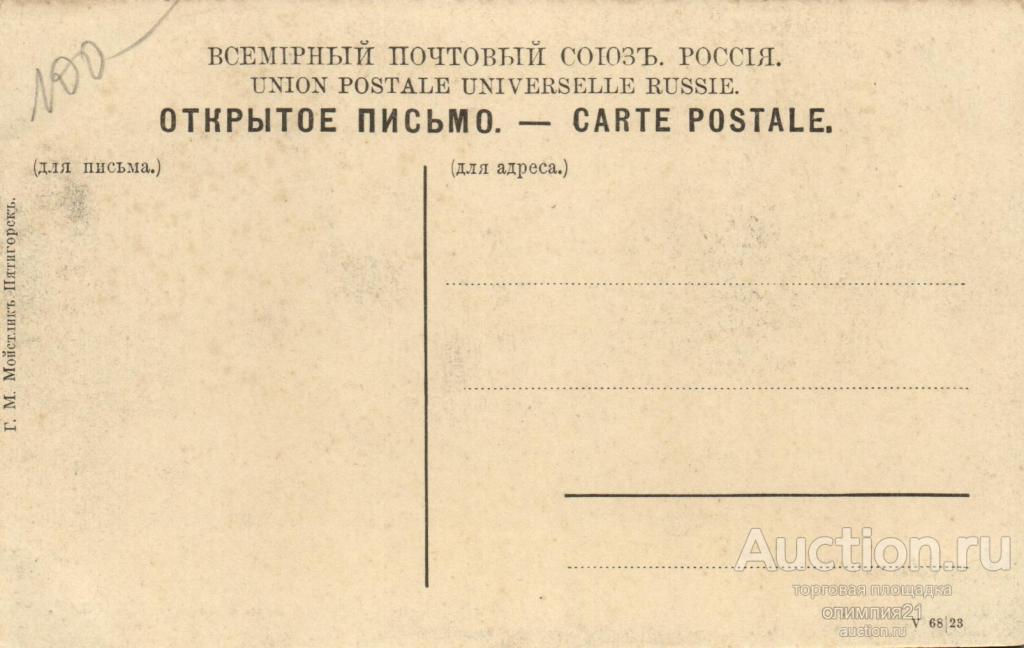 100-
ВСЕМІРНЫЙ ПОЧТОВЫЙ СОЮЗЪ. РОССІЯ.
UNION POSTALE UNIVERSELLE RUSSIE.
ОТКРЫТОЕ ПИСЬМО. — CARTE POSTALE.
(для письма.)
(для адреса.)
Г. М. Мойстликъ Пятигорскъ.
Auction.ru
торговая площадка
олимпия21
auction.ru
V 68|23